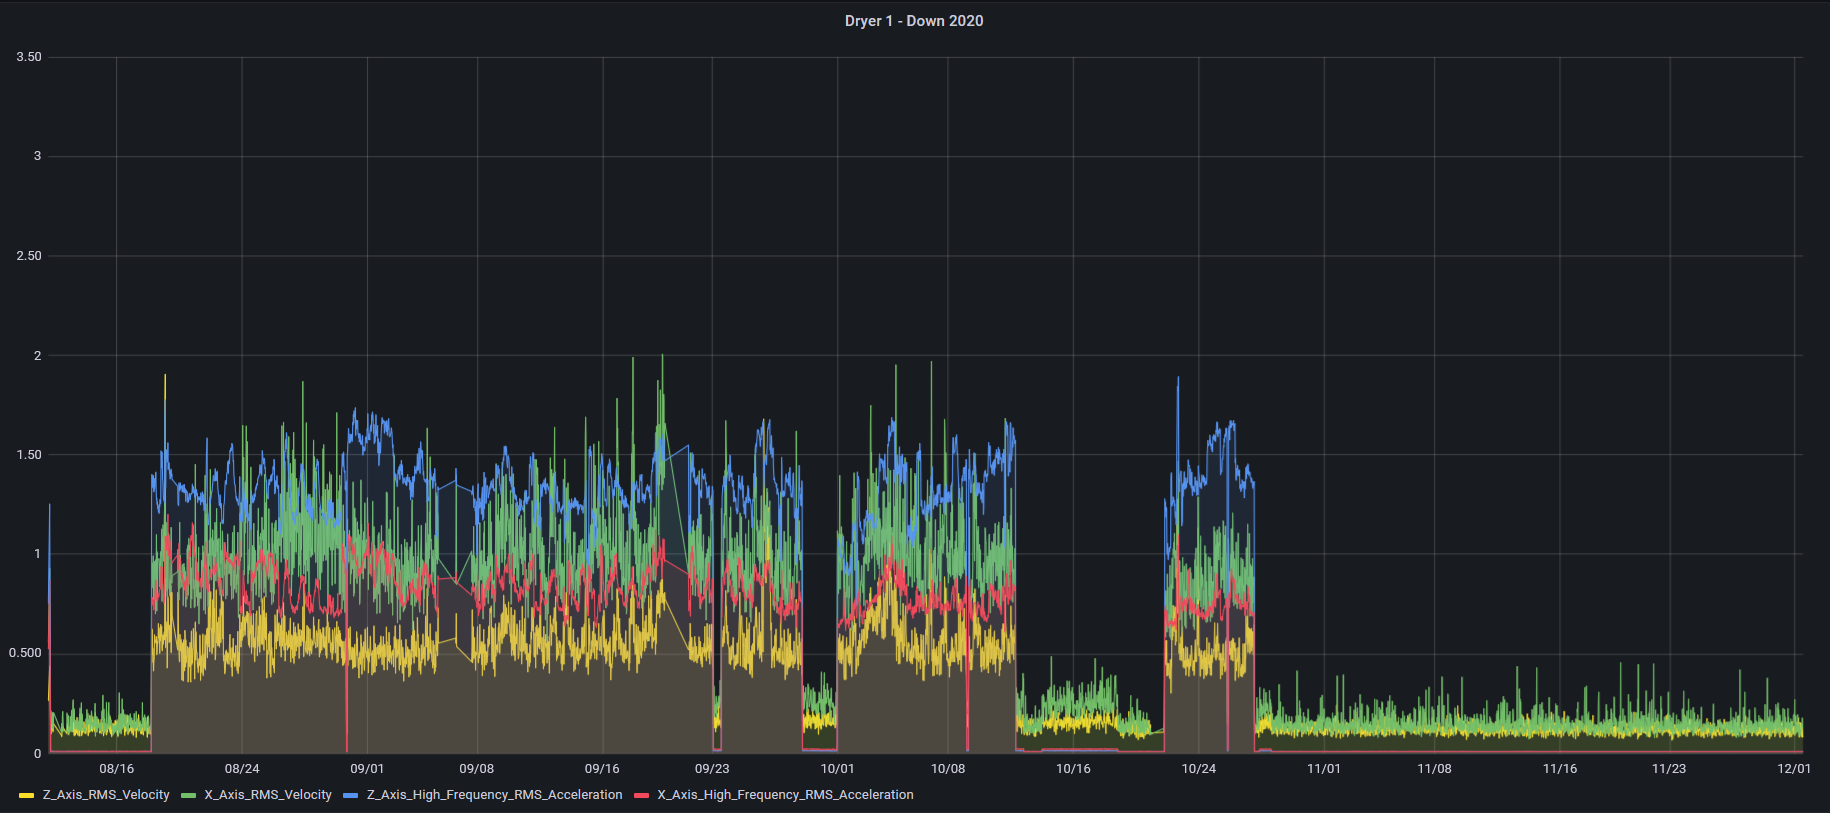 Dryer 1 - Down 2020
3.50
3
2.50
2
1.50
1
0.500
0
08/16 08/24 09/01 09/08 09/16 09/23 10/01 10/08 10/16 10/24 11/01 11/08 11/16 11/23 12/01
Z_Axis_RMS_Velocity X_Axis_RMS_Velocity Z_Axis_High_Frequency_RMS_Acceleration X_Axis_High_Frequency_RMS_Acceleration